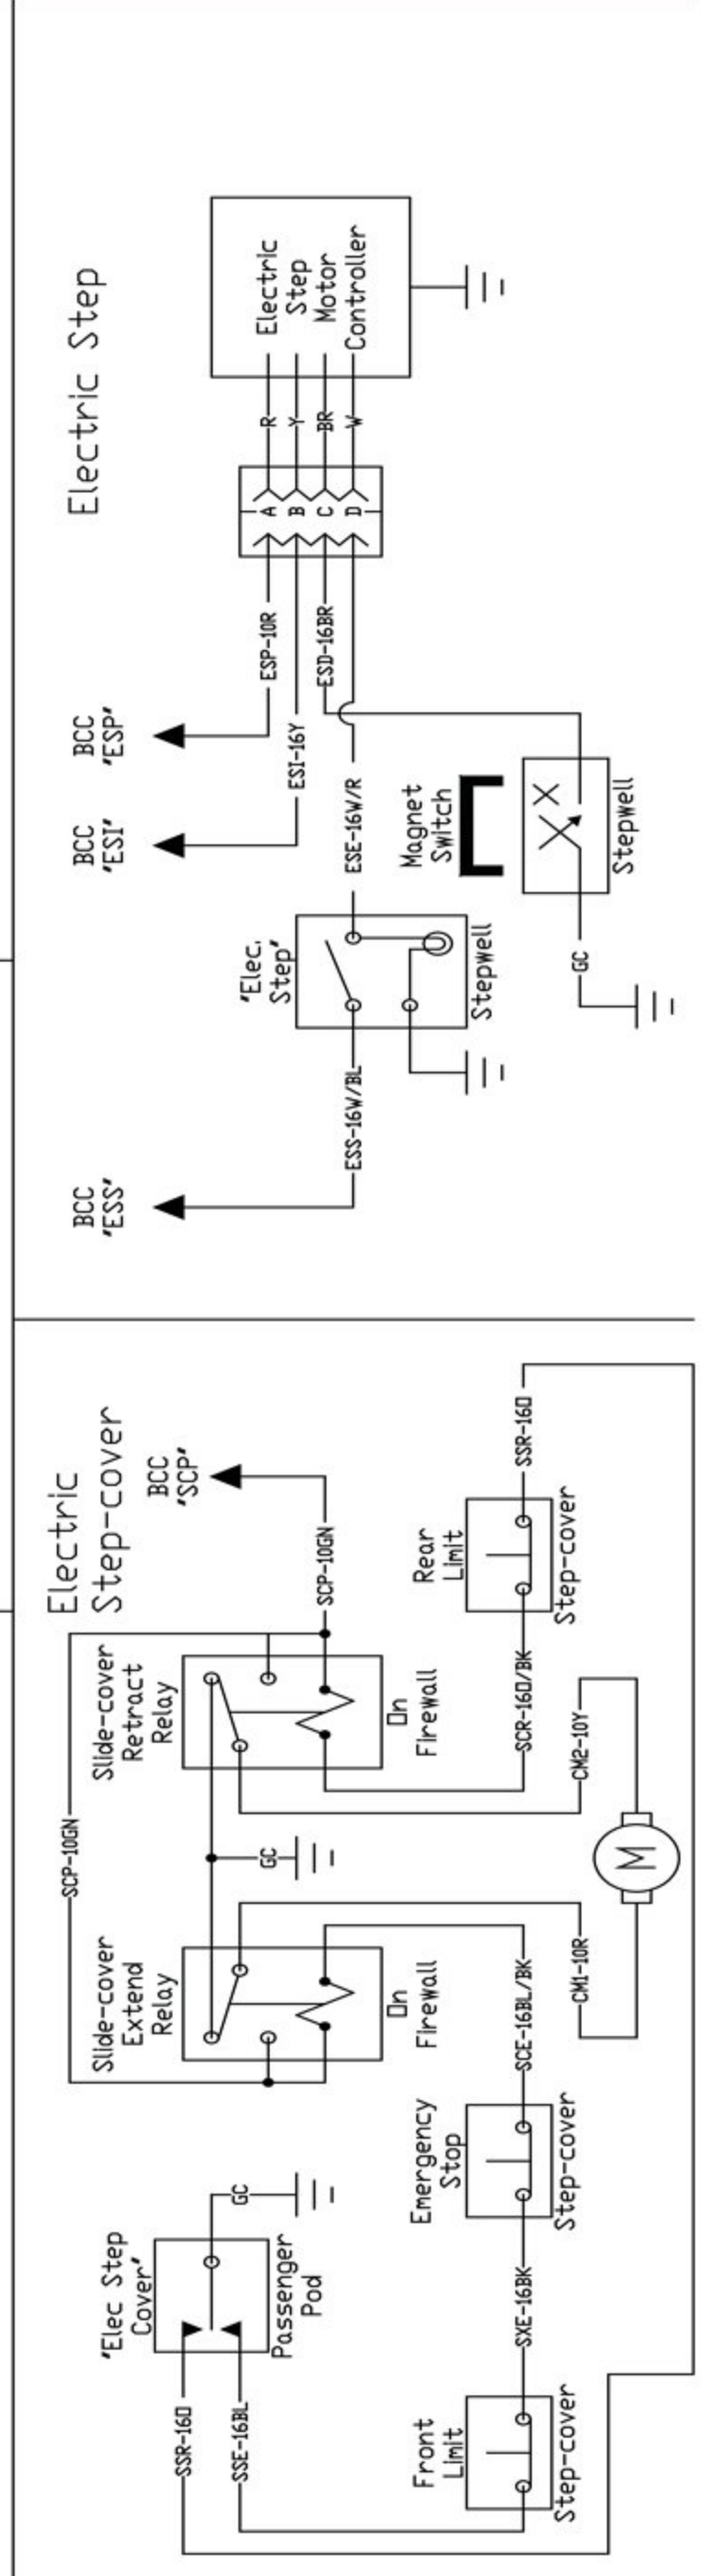 Electric Step
Electric
Step
Motor
Controller
R
Y
BR
W
A
B
C
D
ESP-10R
ESI-16Y
ESD-16BR
ESE-16W/R
BCC
'ESP'
BCC
'ESI'
Magnet
Switch
Stepwell
GC
'Elec.
Step'
Stepwell
ESS-16W/BL
BCC
'ESS'
Electric
Step-cover
BCC
'SCP'
SCP-10GN
SCP-10GN
Slide-cover
Retract
Relay
On
Firewall
Rear
Limit
Step-cover
SSR-16O
SCR-16O/BK
CM2-10Y
GC
M
Slide-cover
Extend
Relay
On
Firewall
CM1-10R
SCE-16BL/BK
Emergency
Stop
Step-cover
SXE-16BK
'Elec Step
Cover'
Passenger
Pod
GC
SSR-16O
SSE-16BL
Front
Limit
Step-cover